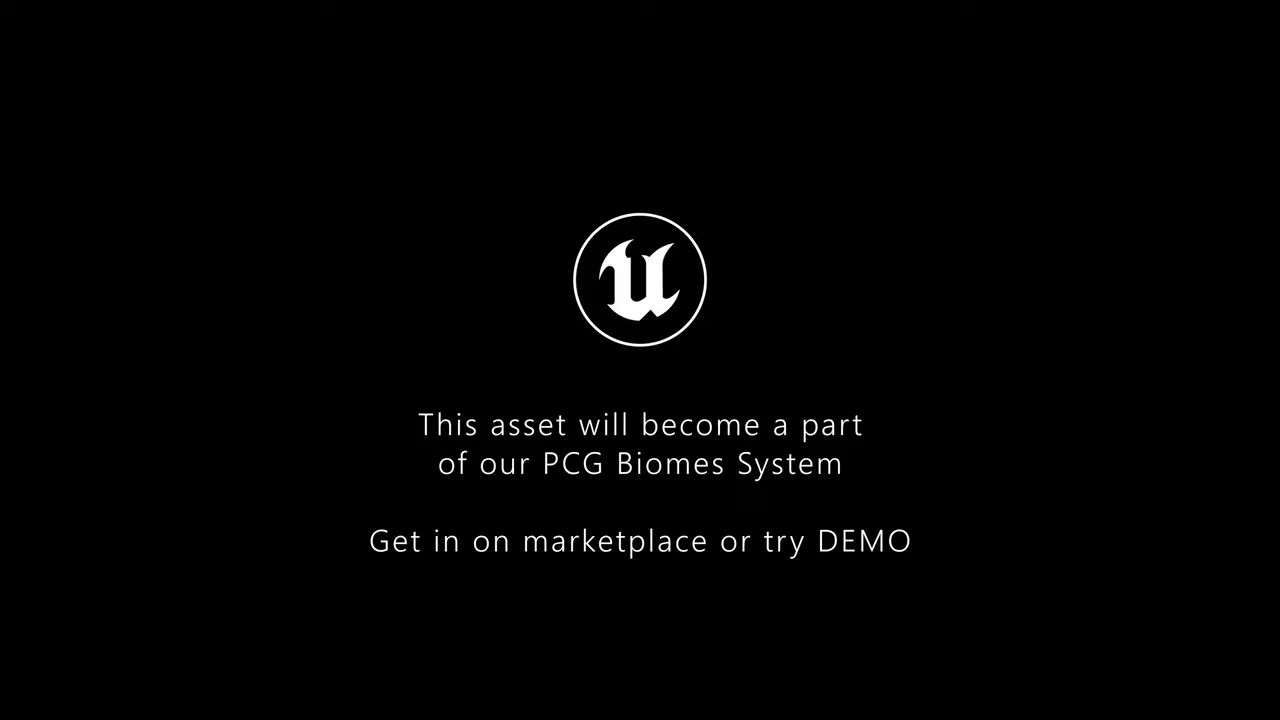 This asset will become a part
of our PCG Biomes System
Get in on marketplace or try DEMO